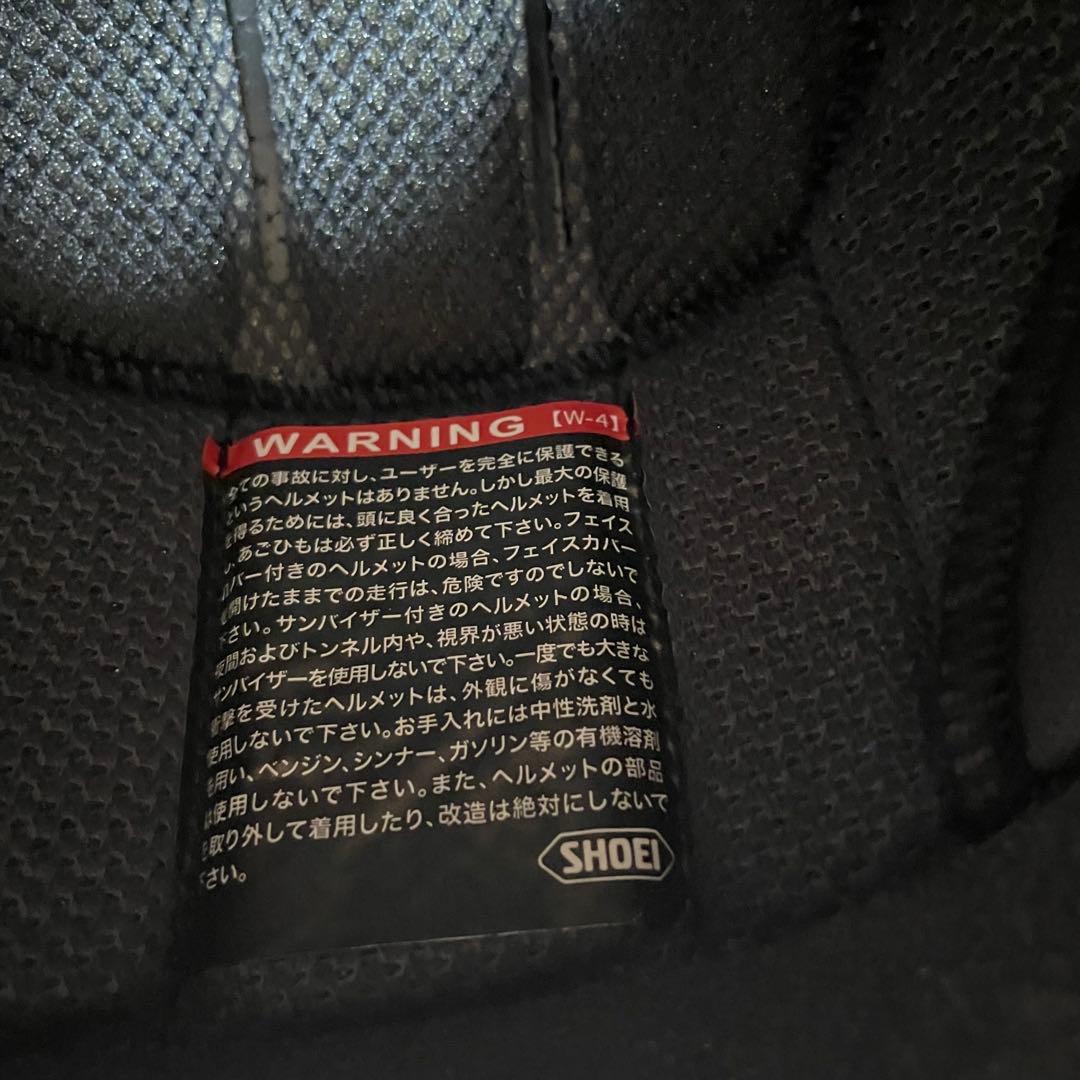 WARNING 【W-4】
全ての事故に対し、ユーザーを完全に保護できる
というヘルメットはありません。しかし最大の保護
を得るためには、頭に良く合ったヘルメットを着用
し、あごひもは必ず正しく締めて下さい。フェイス
カバー付きのヘルメットの場合、フェイスカバー
を開けたままでの走行は、危険ですのでしないで
下さい。サンバイザー付きのヘルメットの場合、
夜間およびトンネル内や、視界が悪い状態の時は
サンバイザーを使用しないで下さい。一度でも大きな
衝撃を受けたヘルメットは、外観に傷がなくても
使用しないで下さい。お手入れには中性洗剤と水
を用い、ベンジン、シンナー、ガソリン等の有機溶剤
は使用しないで下さい。また、ヘルメットの部品
を取り外して着用したり、改造は絶対にしないで
下さい。
SHOEI